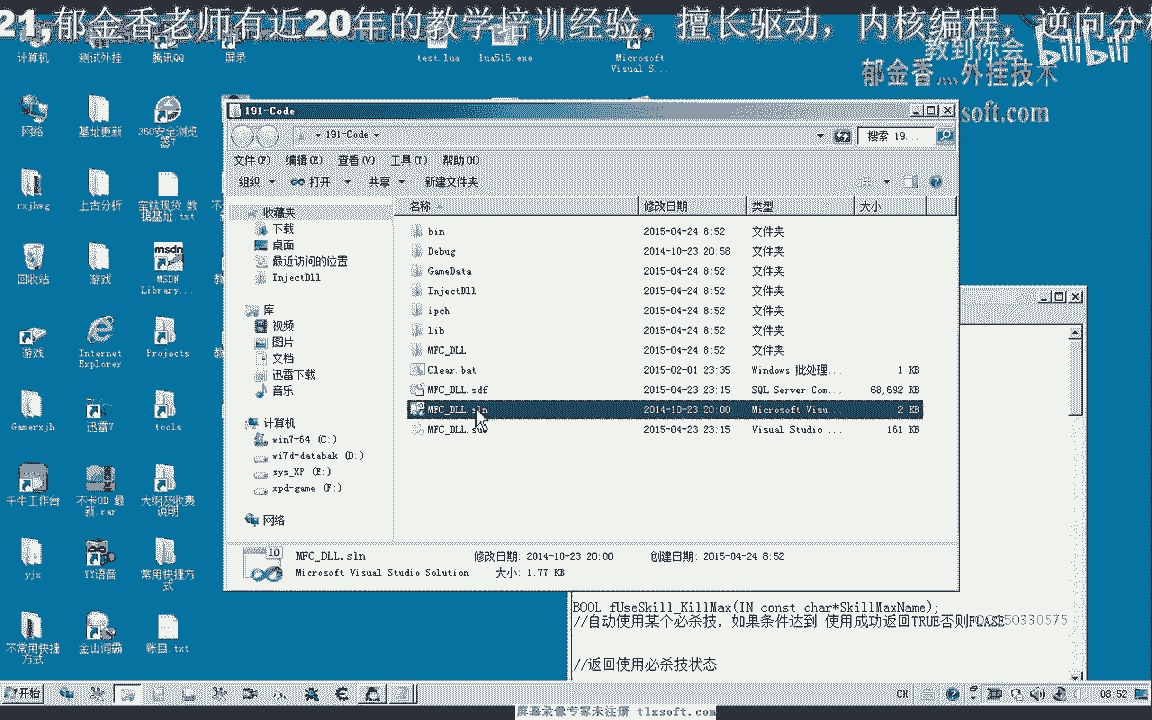 21,郁金香老师有近20年的教学培训经验，擅长驱动，内核编程，逆向分析
教到你会
bilibili
郁金香灬外挂技术
soft.com
计算机
测试外挂
腾讯QQ
屏录
test.lua
lua515.exe
Microsoft
Visual S...
网络
基址更新
360安全浏览
器7
rxjhwg
上古分析
回收站
游戏
MSDN
Library...
游戏
Internet
Explorer
Projects
Gamerxjh
迅雷7
tools
千牛工作台
不卡OD 最
新.rar
大纲及收费
说明
yjx
YY语音
常用快捷方
式
不常用快捷
方式
金山词霸
账目.txt
191-Code
191-Code
搜索 19...
文件(F)
编辑(E)
查看(V)
工具(T)
帮助(H)
组织
打开
共享
新建文件夹
收藏夹
下载
桌面
最近访问的位置
InjectDll
库
视频
图片
文档
迅雷下载
音乐
计算机
win7-64 (C:)
wi7d-databak (D:)
sys_XP (E:)
xpd-game (F:)
网络
名称 修改日期 类型 大小
bin 2015-04-24 8:52 文件夹
Debug 2014-10-23 20:58 文件夹
GameData 2015-04-24 8:52 文件夹
InjectDll 2015-04-24 8:52 文件夹
ipch 2015-04-24 8:52 文件夹
lib 2015-04-24 8:52 文件夹
MFC_DLL 2015-04-24 8:52 文件夹
Clear.bat 2015-02-01 23:35 Windows 批处理... 1 KB
MFC_DLL.sdf 2015-04-23 23:15 SQL Server Com... 68,692 KB
MFC_DLL.sln 2014-10-23 20:00 Microsoft Visu... 2 KB
MFC_DLL.suo 2015-04-23 23:15 Visual Studio ... 161 KB
MFC_DLL.sln 修改日期: 2014-10-23 20:00 创建日期: 2015-04-24 8:52
Microsoft Visual Studio Solution 大小: 1.77 KB
BOOL fUseSkill_KillMax(IN const char*SkillMaxName);
//自动使用某个必杀技，如果条件达到 使用成功返回TRUE否则FLASE
//返回使用必杀技状态
开始
CH
08:52
屏幕录像专家未注册 tlxsoft.com